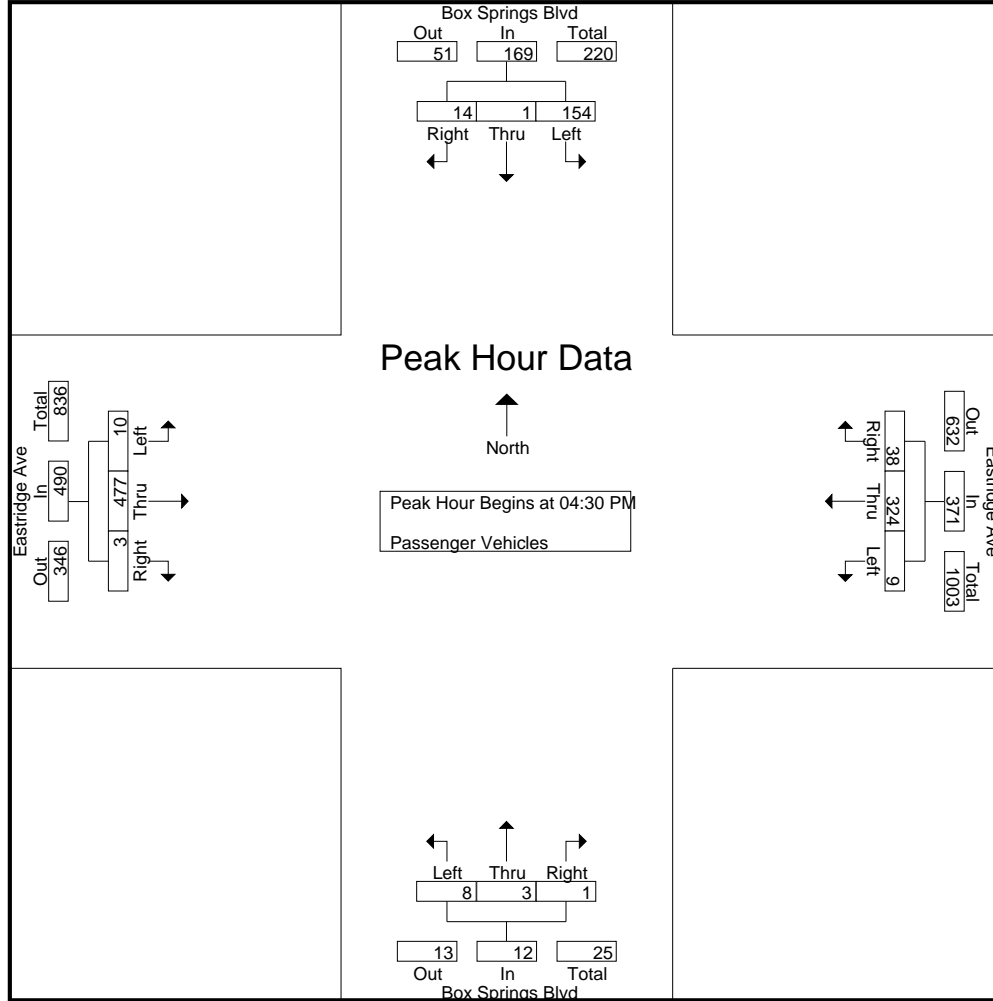 Box Springs Blvd
Out In Total
51 169 220
14 1 154
Right Thru Left
Peak Hour Data
North
Peak Hour Begins at 04:30 PM
Passenger Vehicles
Eastridge Ave
Total In Out
836 490 346
10 477 3
Left Thru Right
Eastridge Ave
Out In Total
632 371 1003
38 324 9
Right Thru Left
Left Thru Right
8 3 1
13 12 25
Out In Total
Box Springs Blvd